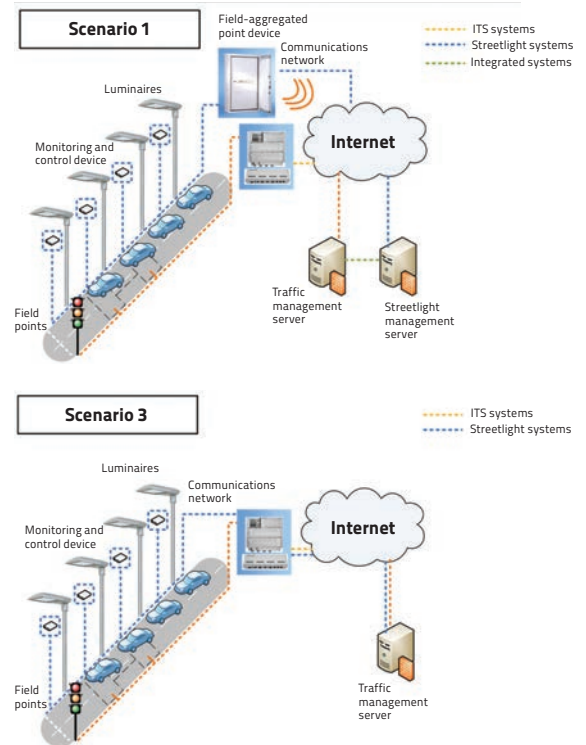 Scenario 1
Field-aggregated
point device
Communications
network
ITS systems
Streetlight systems
Integrated systems
Luminaires
Internet
Monitoring and
control device
Field
points
Traffic
management
server
Streetlight
management
server
Scenario 3
ITS systems
Streetlight systems
Luminaires
Communications
network
Internet
Monitoring and
control device
Field
points
Traffic
management
server